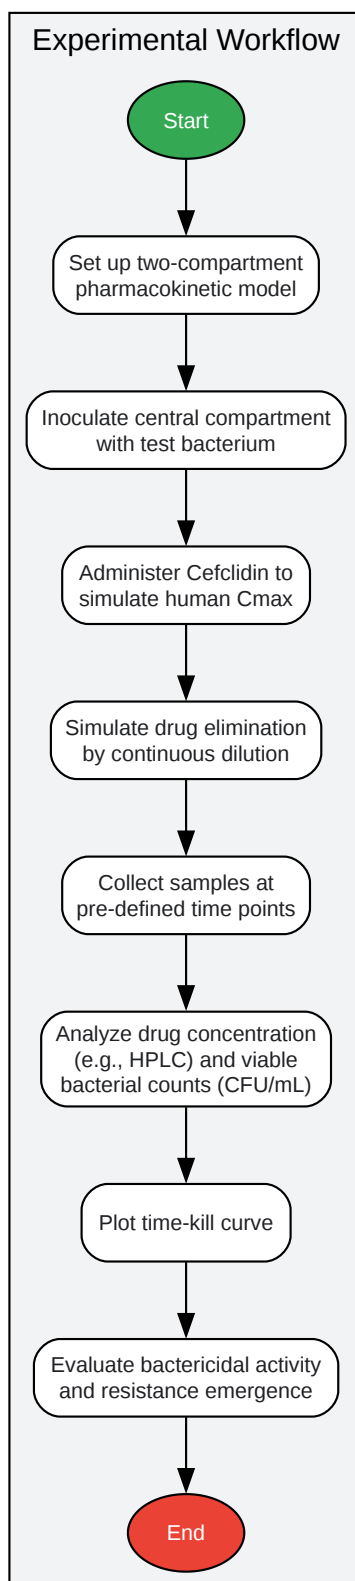 Experimental Workflow
Start
Set up two-compartment
pharmacokinetic model
Inoculate central compartment
with test bacterium
Administer Cefclidin to
simulate human Cmax
Simulate drug elimination
by continuous dilution
Collect samples at
pre-defined time points
Analyze drug concentration
(e.g., HPLC) and viable
bacterial counts (CFU/mL)
Plot time-kill curve
Evaluate bactericidal activity
and resistance emergence
End